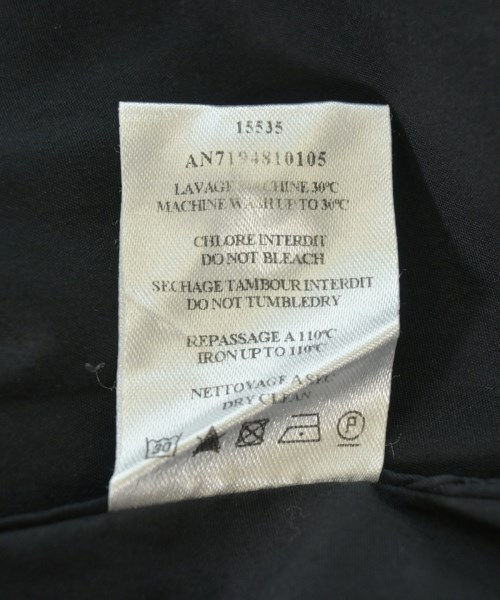 15535
AN7194810105
LAVAGE MACHINE 30°C
MACHINE WASH UP TO 30°C
CHLORE INTERDIT
DO NOT BLEACH
SECHAGE TAMBOUR INTERDIT
DO NOT TUMBLEDRY
REPASSAGE A 110°C
IRON UP TO 110°C
NETTOYAGE A SEC
DRY CLEAN
30 P